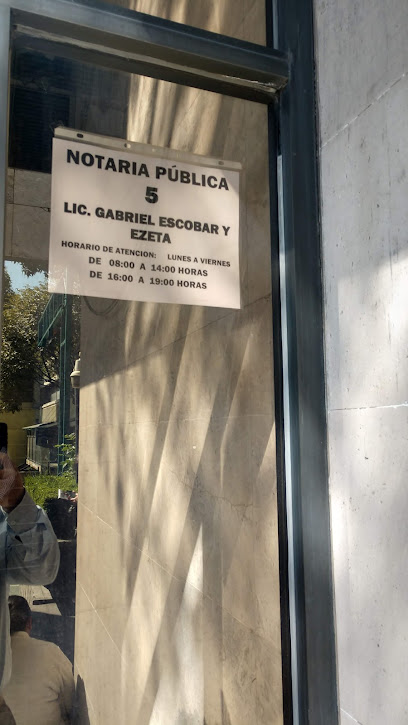 NOTARIA PÚBLICA
5
LIC. GABRIEL ESCOBAR Y
EZETA
HORARIO DE ATENCION: LUNES A VIERNES
DE 08:00 A 14:00 HORAS
DE 16:00 A 19:00 HORAS